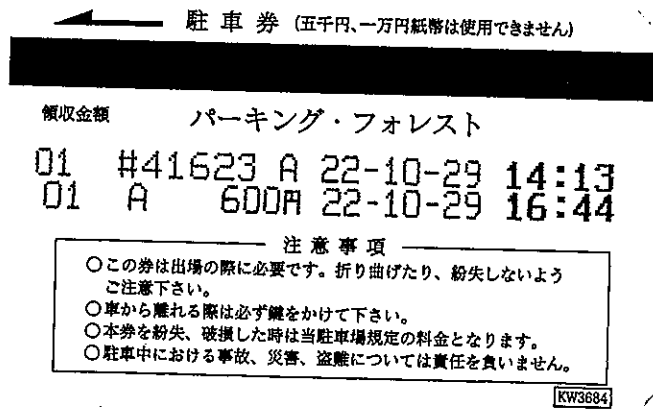 駐車券 (五千円、一万円紙幣は使用できません)
領収金額 パーキング・フォレスト
01 #41623 A 22-10-29 14:13
01 A 600円 22-10-29 16:44
注意事項
○この券は出場の際に必要です。折り曲げたり、紛失しないよう
ご注意下さい。
○車から離れる際は必ず鍵をかけて下さい。
○本券を紛失、破損した時は当駐車場規定の料金となります。
○駐車中における事故、災害、盗難については責任を負いません。
KW3684